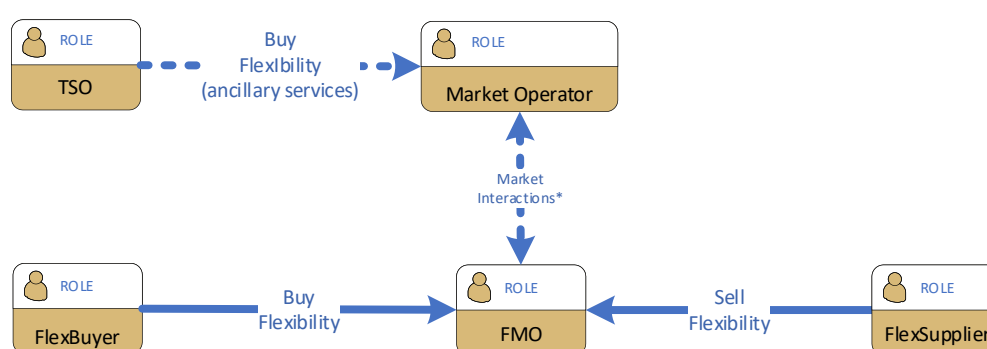 ROLE
TSO
Buy
FlexIbility
(ancillary services)
ROLE
Market Operator
Market
Interactions*
ROLE
FlexBuyer
Buy
Flexibility
ROLE
FMO
Sell
Flexibility
ROLE
FlexSupplier